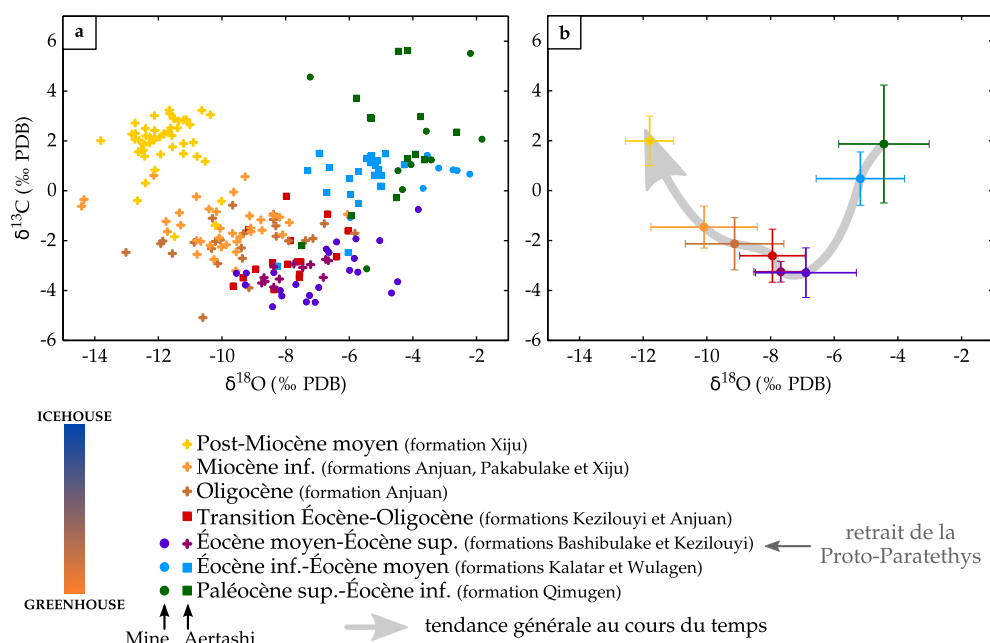 a
b
6
4
2
0
-2
-4
-6
-14
-12
-10
-8
-6
-4
-2
-14
-12
-10
-8
-6
-4
-2
δ13C (‰ PDB)
δ13C (‰ PDB)
6
4
2
0
-2
-4
-6
δ18O (‰ PDB)
δ18O (‰ PDB)
ICEHOUSE
GREENHOUSE
Post-Miocène moyen (formation Xiju)
Miocène inf. (formations Anjuan, Pakabulake et Xiju)
Oligocène (formation Anjuan)
Transition Éocène-Oligocène (formations Kezilouyi et Anjuan)
Éocène moyen-Éocène sup. (formations Bashibulake et Kezilouyi)
Éocène inf.-Éocène moyen (formations Kalatar et Wulagen)
Paléocène sup.-Éocène inf. (formation Qimugen)
retrait de la
Proto-Paratethys
Mine
Aertashi
tendance générale au cours du temps